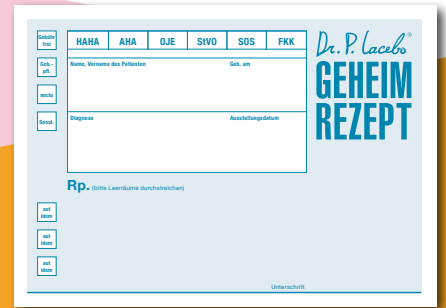 Gebühr
frei
HAHA AHA OJE StVO SOS FKK
Dr. P. Lacebo®
GEHEIM
REZEPT
Geb.-
pfl.
Name, Vorname des Patienten Geb. am
noctu
Sonst.
Diagnose Ausstellungsdatum
Rp. (bitte Leerräume durchstreichen)
aut
idem
aut
idem
aut
idem
Unterschrift